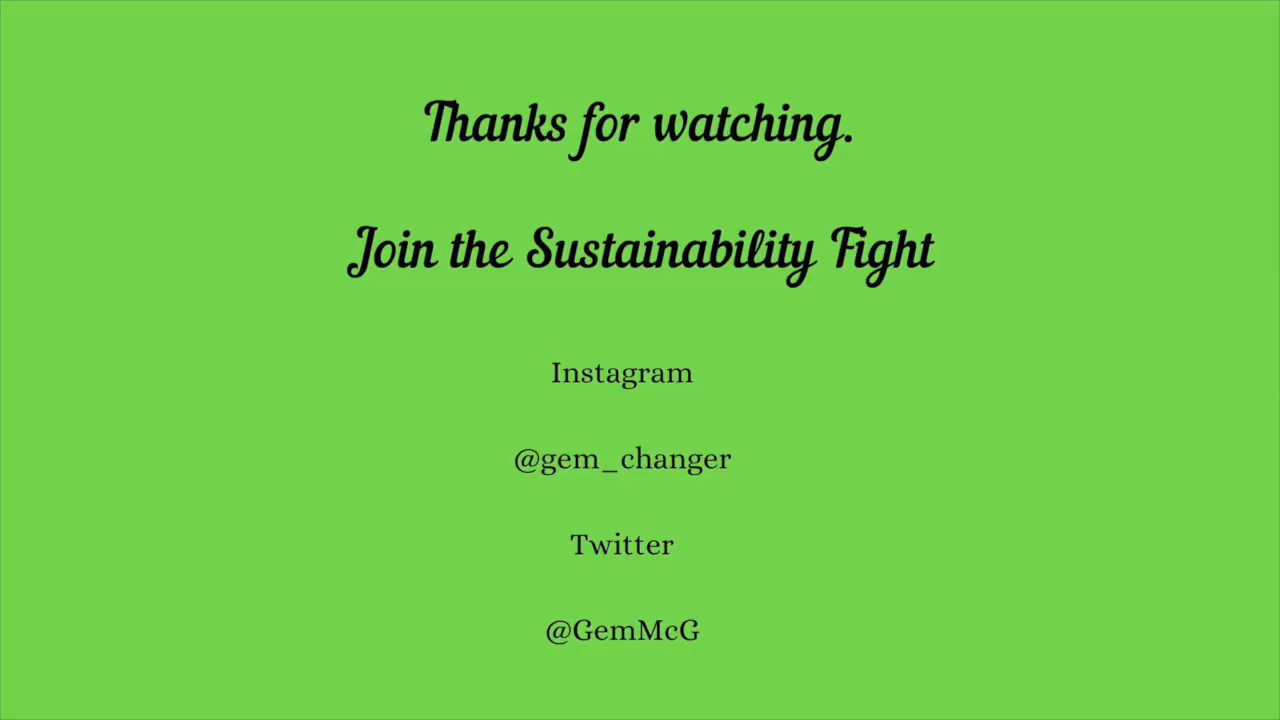 Thanks for watching.
Join the Sustainability Fight
Instagram
@gem_changer
Twitter
@GemMcG